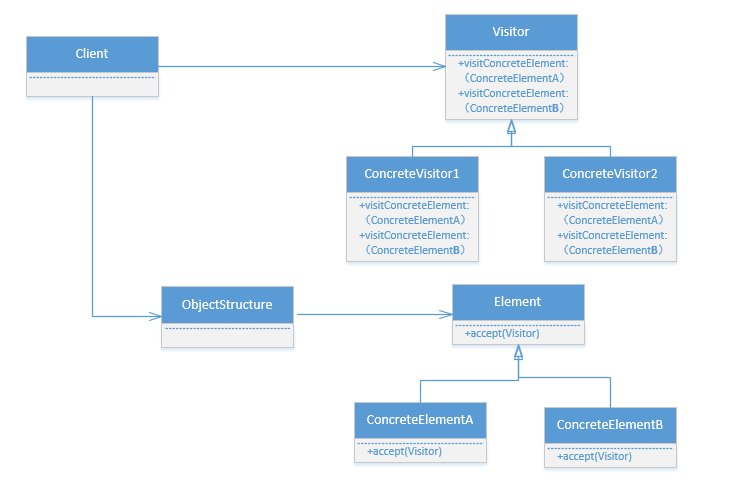 Client
Visitor
+visitConcreteElement:
（ConcreteElementA）
+visitConcreteElement:
（ConcreteElementB）
ConcreteVisitor1
+visitConcreteElement:
（ConcreteElementA）
+visitConcreteElement:
（ConcreteElementB）
ConcreteVisitor2
+visitConcreteElement:
（ConcreteElementA）
+visitConcreteElement:
（ConcreteElementB）
ObjectStructure
Element
+accept(Visitor)
ConcreteElementA
+accept(Visitor)
ConcreteElementB
+accept(Visitor)